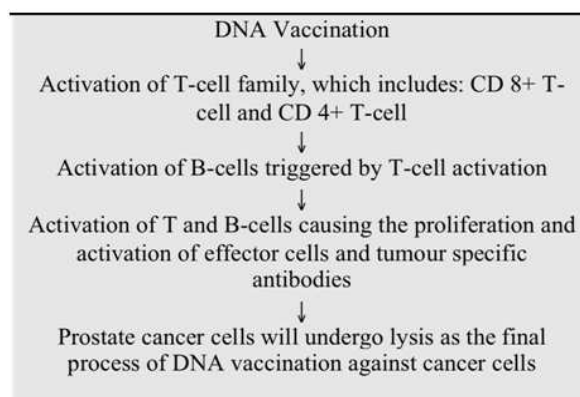 DNA Vaccination
↓
Activation of T-cell family, which includes: CD 8+ T-
cell and CD 4+ T-cell
↓
Activation of B-cells triggered by T-cell activation
↓
Activation of T and B-cells causing the proliferation and
activation of effector cells and tumour specific
antibodies
↓
Prostate cancer cells will undergo lysis as the final
process of DNA vaccination against cancer cells